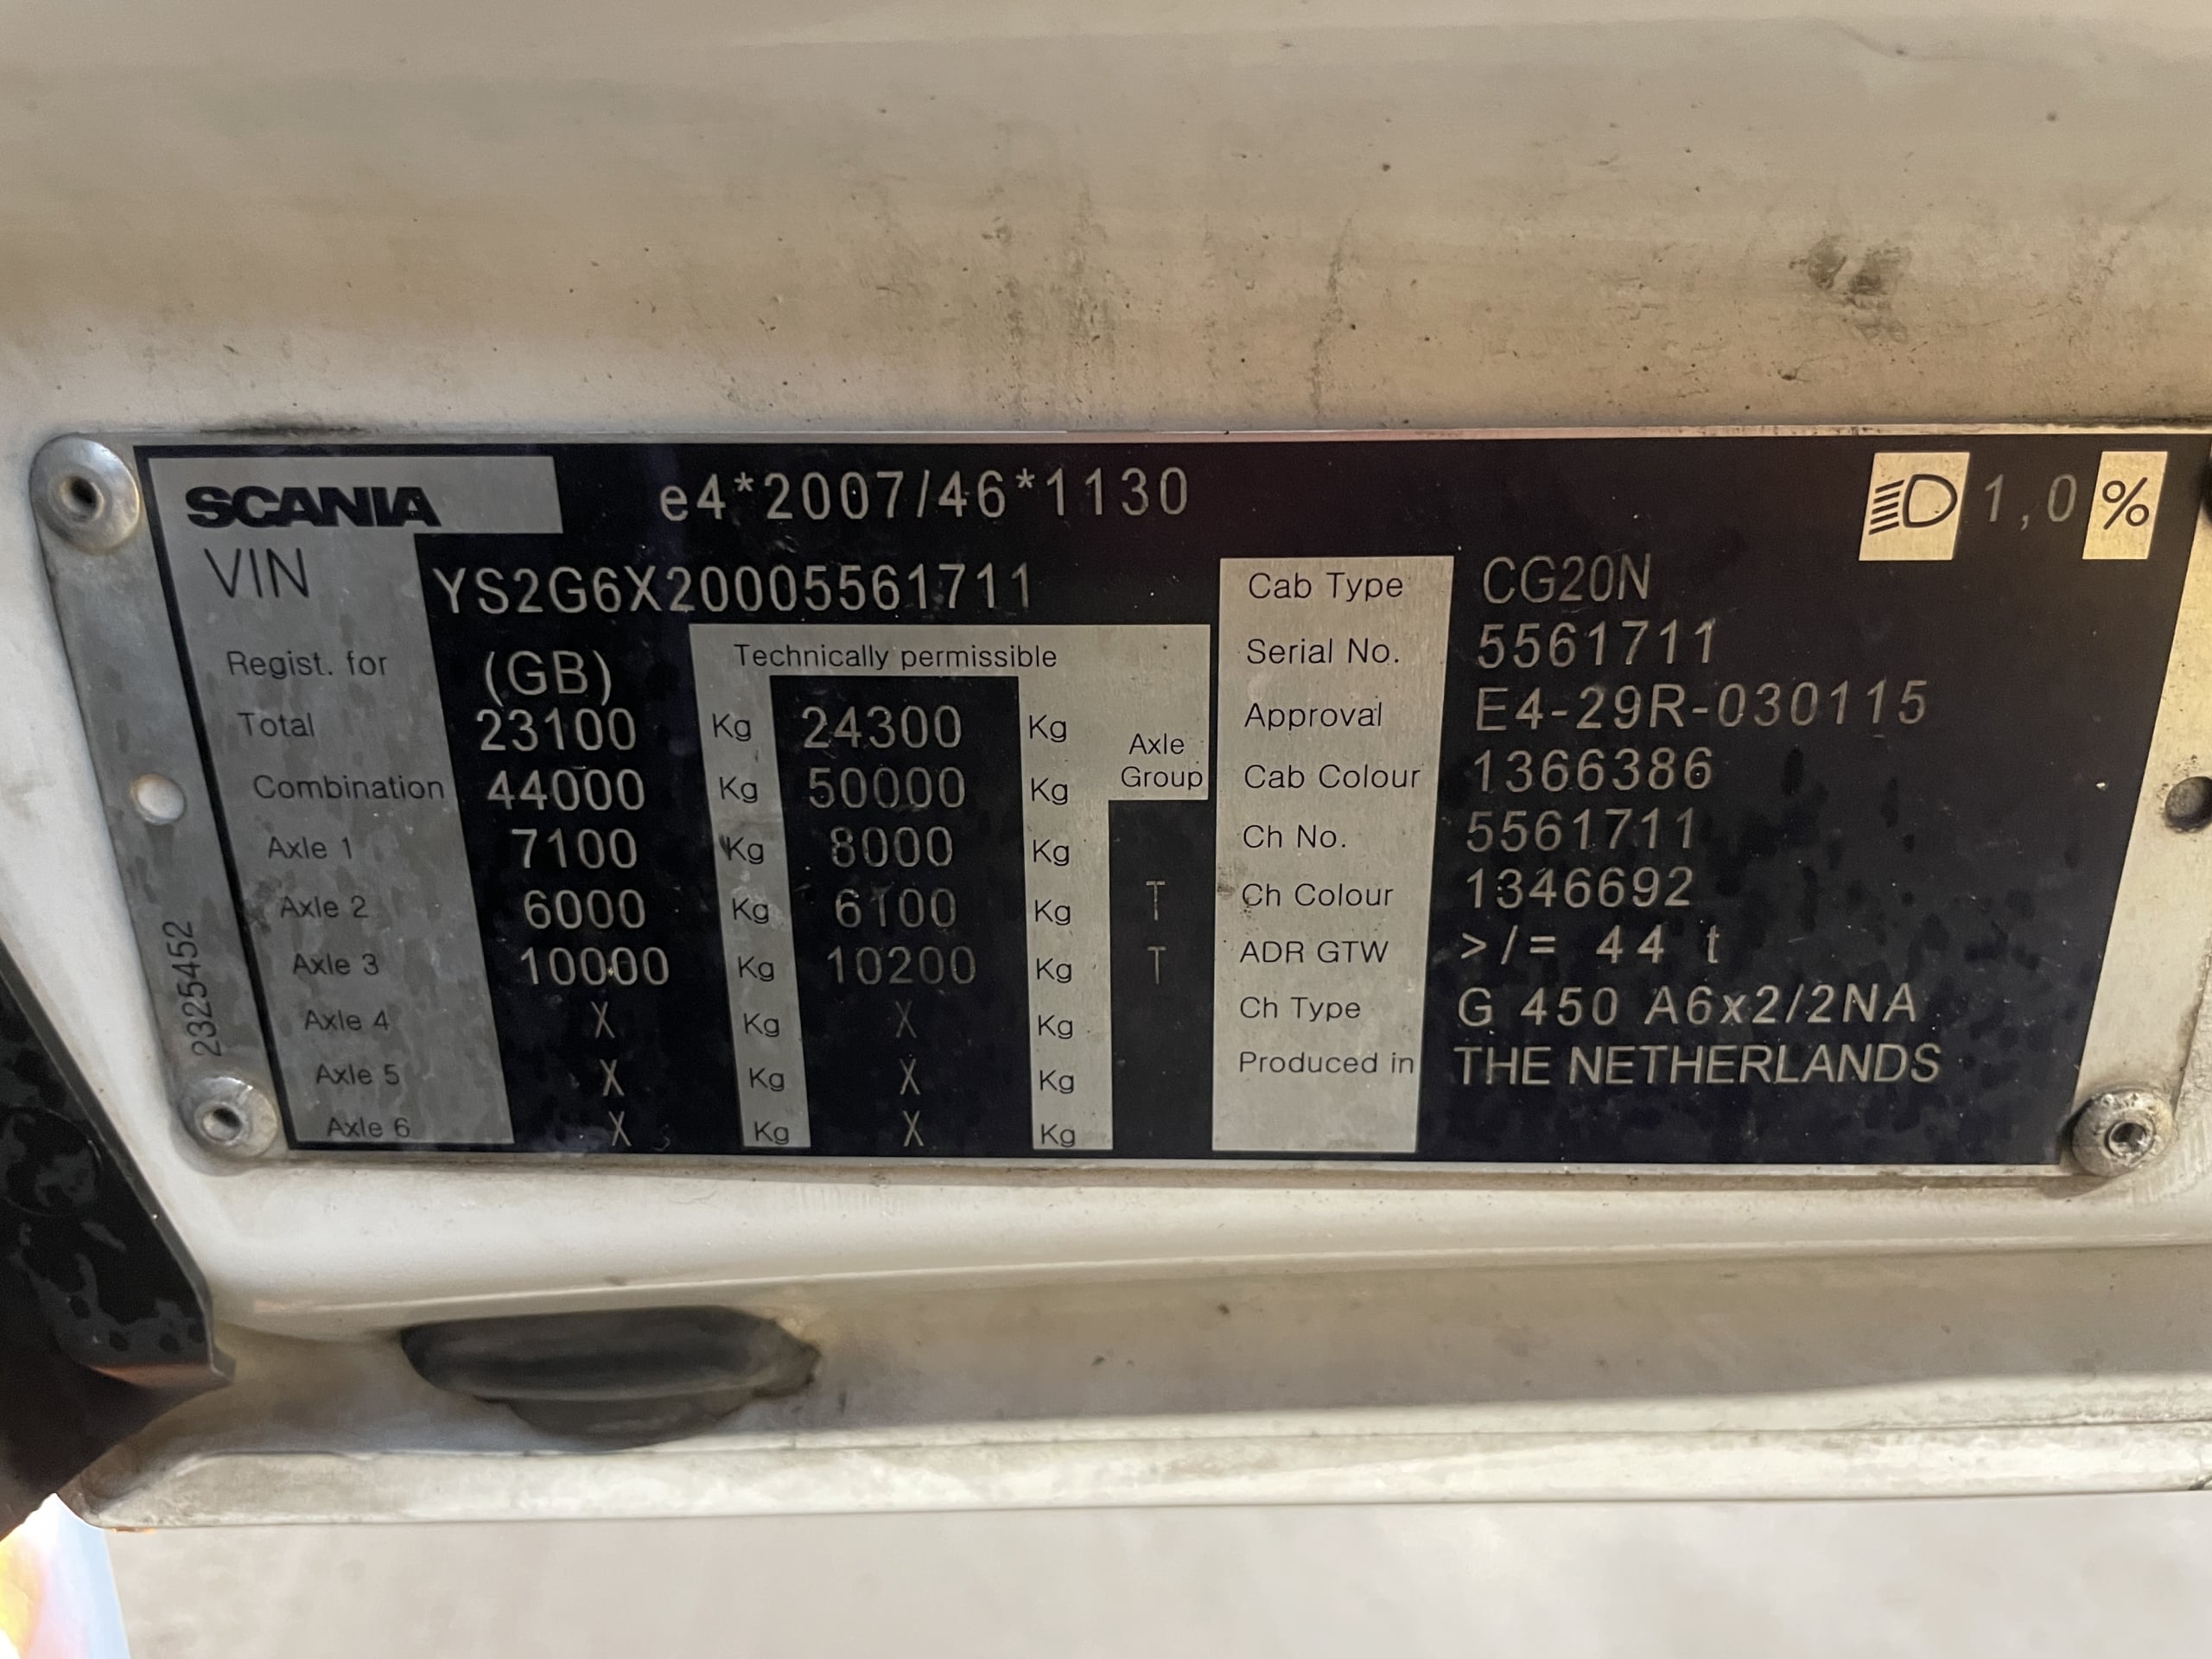 SCANIA e4*2007/46*1130 1,0 %
VIN YS2G6X20005561711
Regist. for (GB) Technically permissible
Total 23100 Kg 24300 Kg
Axle Group
Combination 44000 Kg 50000 Kg
Axle 1 7100 Kg 8000 Kg
Axle 2 6000 Kg 6100 Kg T
Axle 3 10000 Kg 10200 Kg T
Axle 4 X Kg X Kg
Axle 5 X Kg X Kg
Axle 6 X Kg X Kg
Cab Type CG20N
Serial No. 5561711
Approval E4-29R-030115
Cab Colour 1366386
Ch No. 5561711
Ch Colour 1346692
ADR GTW >/= 44 t
Ch Type G 450 A6x2/2NA
Produced in THE NETHERLANDS
2325452